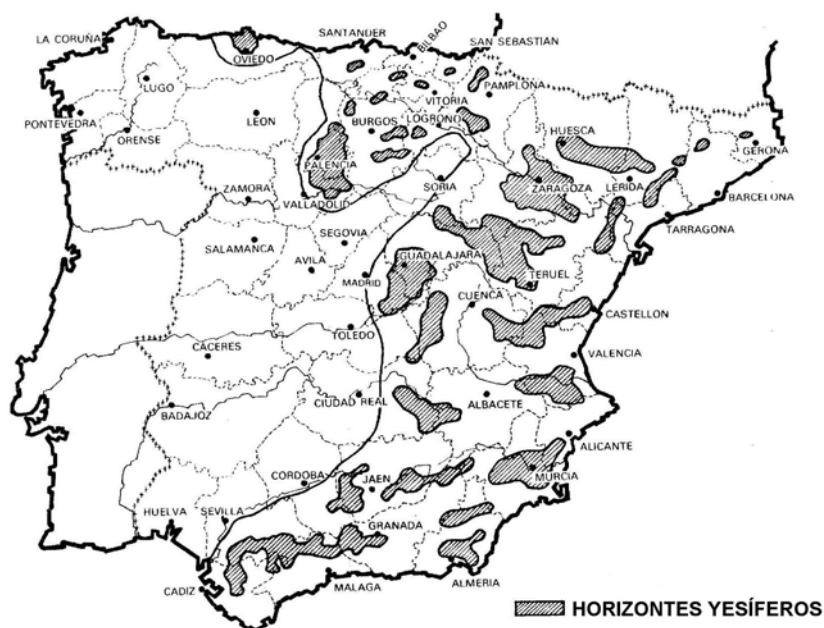 LA CORUÑA
SANTANDER
BILBAO
SAN SEBASTIAN
OVIEDO
LUGO
VITORIA
PAMPLONA
PONTEVEDRA
LEON
BURGOS
LOGROÑO
HUESCA
GERONA
ORENSE
PALENCIA
ZAMORA
SORIA
ZARAGOZA
LERIDA
BARCELONA
VALLADOLID
TARRAGONA
SEGOVIA
SALAMANCA
AVILA
GUADALAJARA
MADRID
TERUEL
CUENCA
CASTELLON
TOLEDO
CACERES
VALENCIA
CIUDAD REAL
ALBACETE
BADAJOZ
ALICANTE
CORDOBA
JAEN
MURCIA
HUELVA
SEVILLA
GRANADA
CADIZ
MALAGA
ALMERIA
HORIZONTES YESÍFEROS